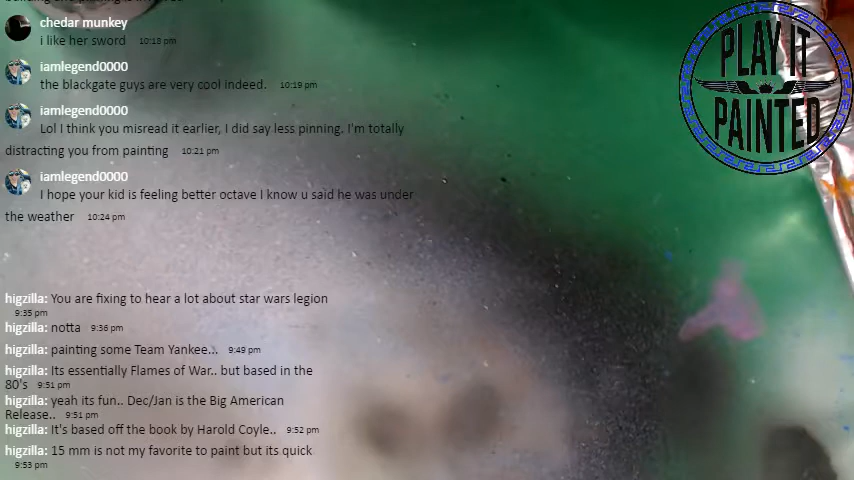 chedar munkey
i like her sword 10:18 pm
iamlegend0000
the blackgate guys are very cool indeed. 10:19 pm
iamlegend0000
Lol I think you misread it earlier, I did say less pinning. I'm totally
distracting you from painting 10:21 pm
iamlegend0000
I hope your kid is feeling better octave I know u said he was under
the weather 10:24 pm
higzilla: You are fixing to hear a lot about star wars legion
9:35 pm
higzilla: notta 9:36 pm
higzilla: painting some Team Yankee... 9:49 pm
higzilla: Its essentially Flames of War.. but based in the
80's 9:51 pm
higzilla: yeah its fun.. Dec/Jan is the Big American
Release.. 9:51 pm
higzilla: It's based off the book by Harold Coyle.. 9:52 pm
higzilla: 15 mm is not my favorite to paint but its quick
9:53 pm
PLAY IT
PAINTED